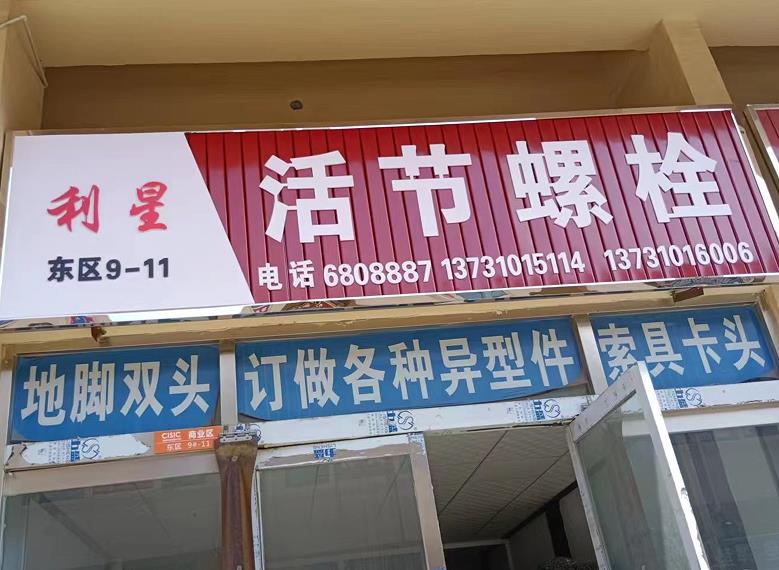 利星
东区9-11
活节螺栓
电话 6808887 13731015114 13731016006
地脚双头
订做各种异型件
索具卡头
CISIC 商业区
东区 9#-11